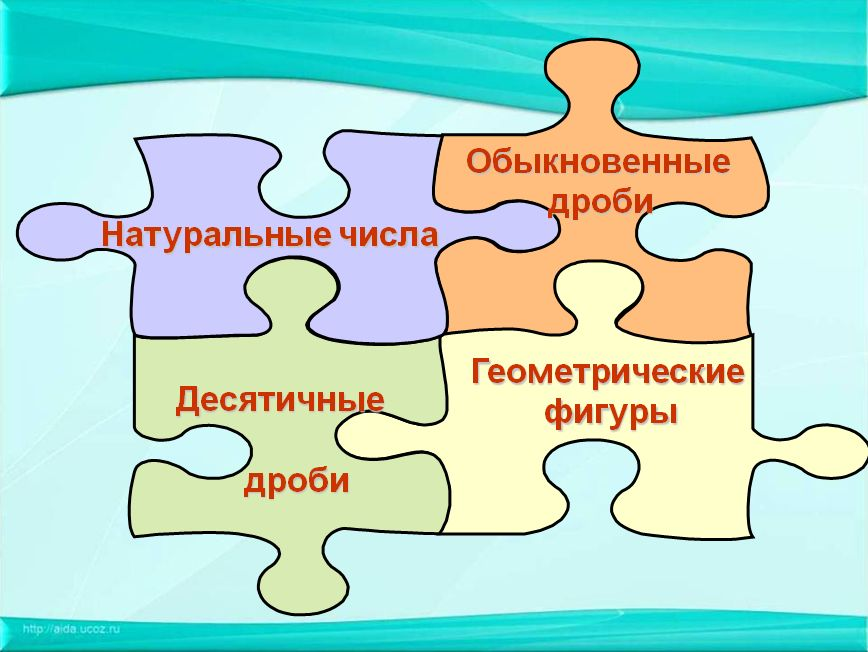 Обыкновенные
дроби
Натуральные числа
Геометрические
фигуры
Десятичные
дроби
http://aida.ucoz.ru